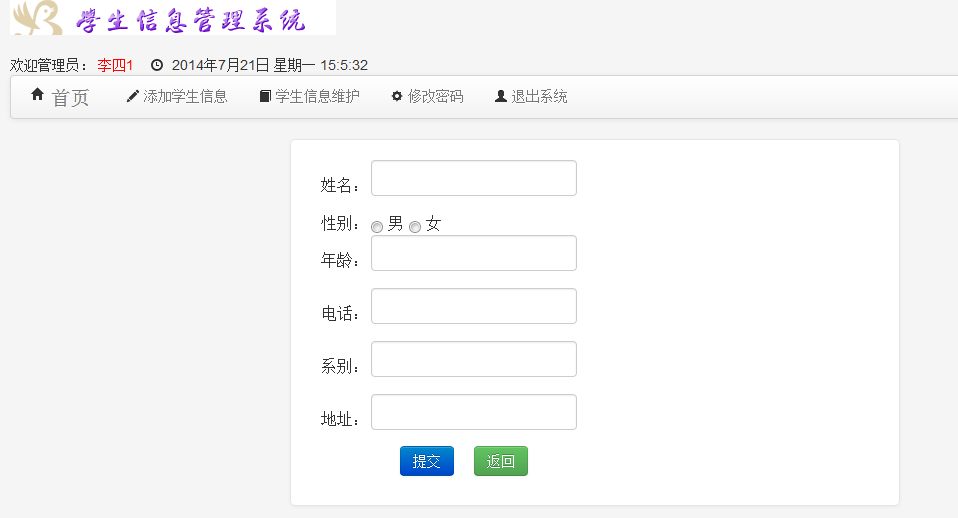 學生信息管理系统
欢迎管理员：李四1 2014年7月21日 星期一 15:5:32
首页 添加学生信息 学生信息维护 修改密码 退出系统
姓名：
性别： 男 女
年龄：
电话：
系别：
地址：
提交 返回